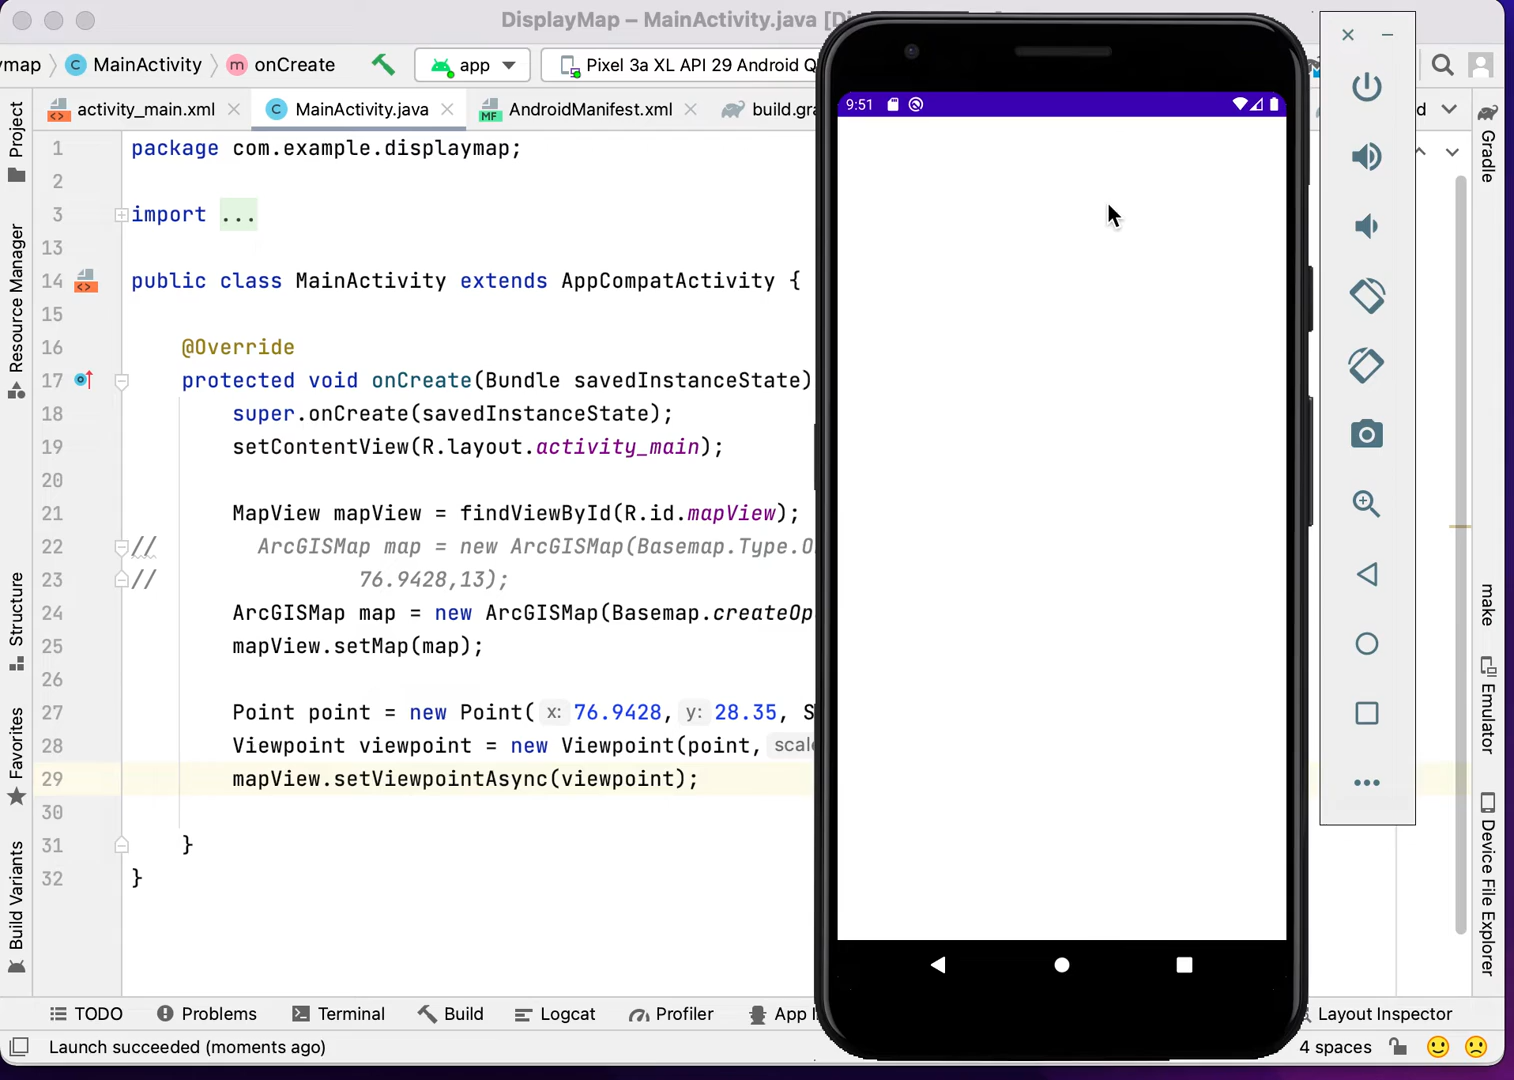 DisplayMap – MainActivity.java [D
map
MainActivity
onCreate
app
Pixel 3a XL API 29 Android Q
activity_main.xml
MainActivity.java
AndroidManifest.xml
build.gra
d
1 package com.example.displaymap;
2
3 import ...
13
14 public class MainActivity extends AppCompatActivity {
15
16 @Override
17 protected void onCreate(Bundle savedInstanceState)
18 super.onCreate(savedInstanceState);
19 setContentView(R.layout.activity_main);
20
21 MapView mapView = findViewById(R.id.mapView);
22 // ArcGISMap map = new ArcGISMap(Basemap.Type.O
23 // 76.9428,13);
24 ArcGISMap map = new ArcGISMap(Basemap.createOp
25 mapView.setMap(map);
26
27 Point point = new Point( x: 76.9428, y: 28.35, S
28 Viewpoint viewpoint = new Viewpoint(point, scale
29 mapView.setViewpointAsync(viewpoint);
30
31 }
32 }
Project
Resource Manager
Structure
Favorites
Build Variants
9:51
Gradle
make
Emulator
Device File Explorer
TODO
Problems
Terminal
Build
Logcat
Profiler
App I
Layout Inspector
Launch succeeded (moments ago)
4 spaces